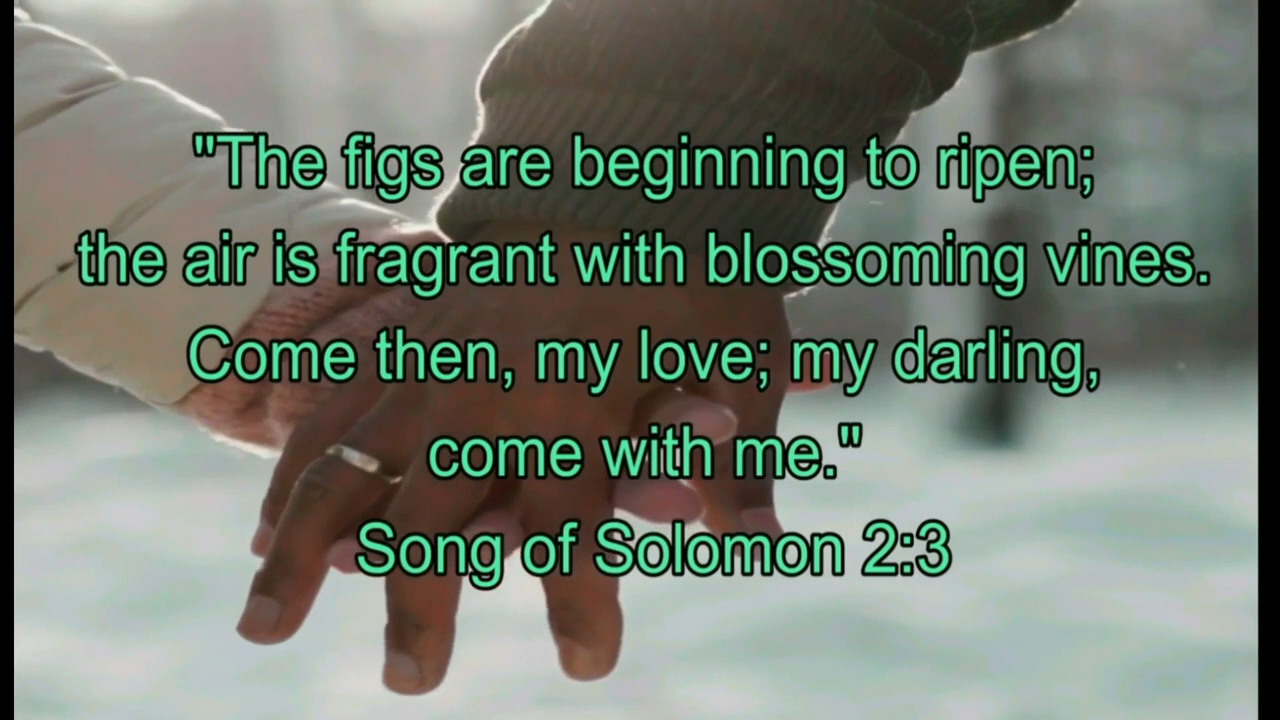 "The figs are beginning to ripen;
the air is fragrant with blossoming vines.
Come then, my love; my darling,
come with me."
Song of Solomon 2:3